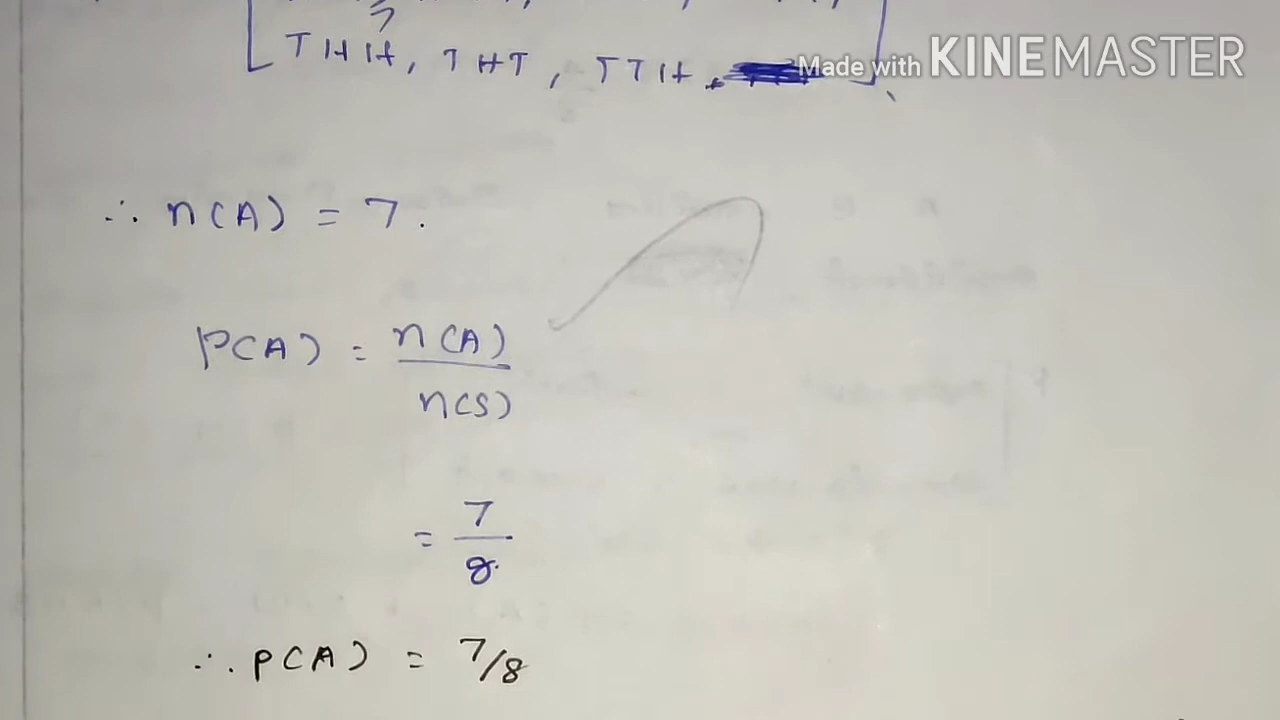 THH, THT, TTH,
Made with KINEMASTER
∴ n(A) = 7.
P(A) = n(A)
n(S)
= 7
8.
∴ P(A) = 7/8